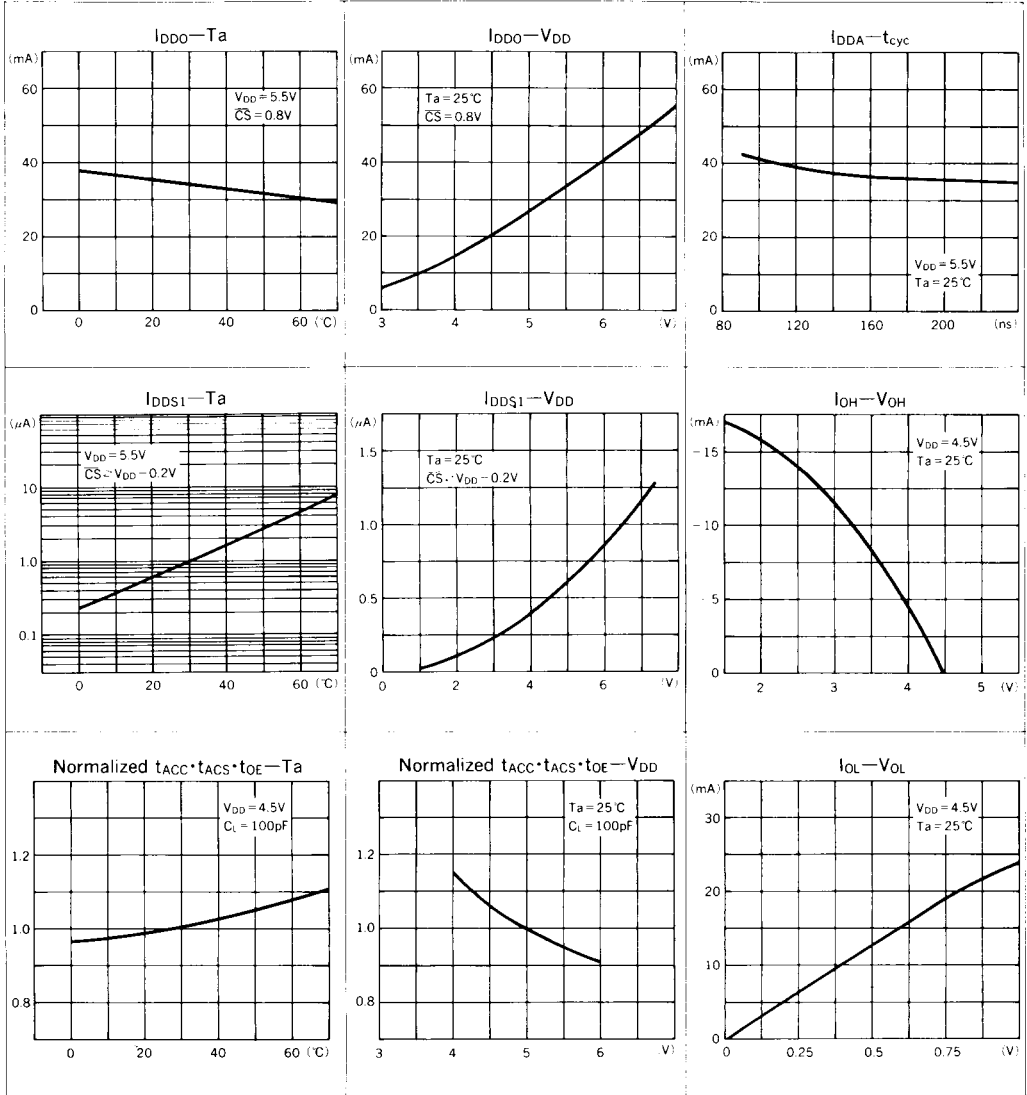 IDDO—Ta
(mA)
60
40
20
0
VDD=5.5V
CS=0.8V
0 20 40 60 (℃)
IDDO—VDD
(mA)
60
40
20
0
Ta=25℃
CS=0.8V
3 4 5 6 (V)
IDDA—tcyc
(mA)
60
40
20
0
VDD=5.5V
Ta=25℃
80 120 160 200 (ns)
IDDS1—Ta
(μA)
10
1.0
0.1
VDD=5.5V
CS=VDD-0.2V
0 20 40 60 (℃)
IDDS1—VDD
(μA)
1.5
1.0
0.5
0
Ta=25℃
CS=VDD-0.2V
0 2 4 6 (V)
IOH—VOH
(mA)
-15
-10
-5
0
VDD=4.5V
Ta=25℃
2 3 4 5 (V)
Normalized tACC·tACS·tOE—Ta
1.2
1.0
0.8
VDD=4.5V
CL=100pF
0 20 40 60 (℃)
Normalized tACC·tACS·tOE—VDD
1.2
1.0
0.8
Ta=25℃
CL=100pF
3 4 5 6 (V)
IOL—VOL
(mA)
30
20
10
0
VDD=4.5V
Ta=25℃
0 0.25 0.5 0.75 (V)